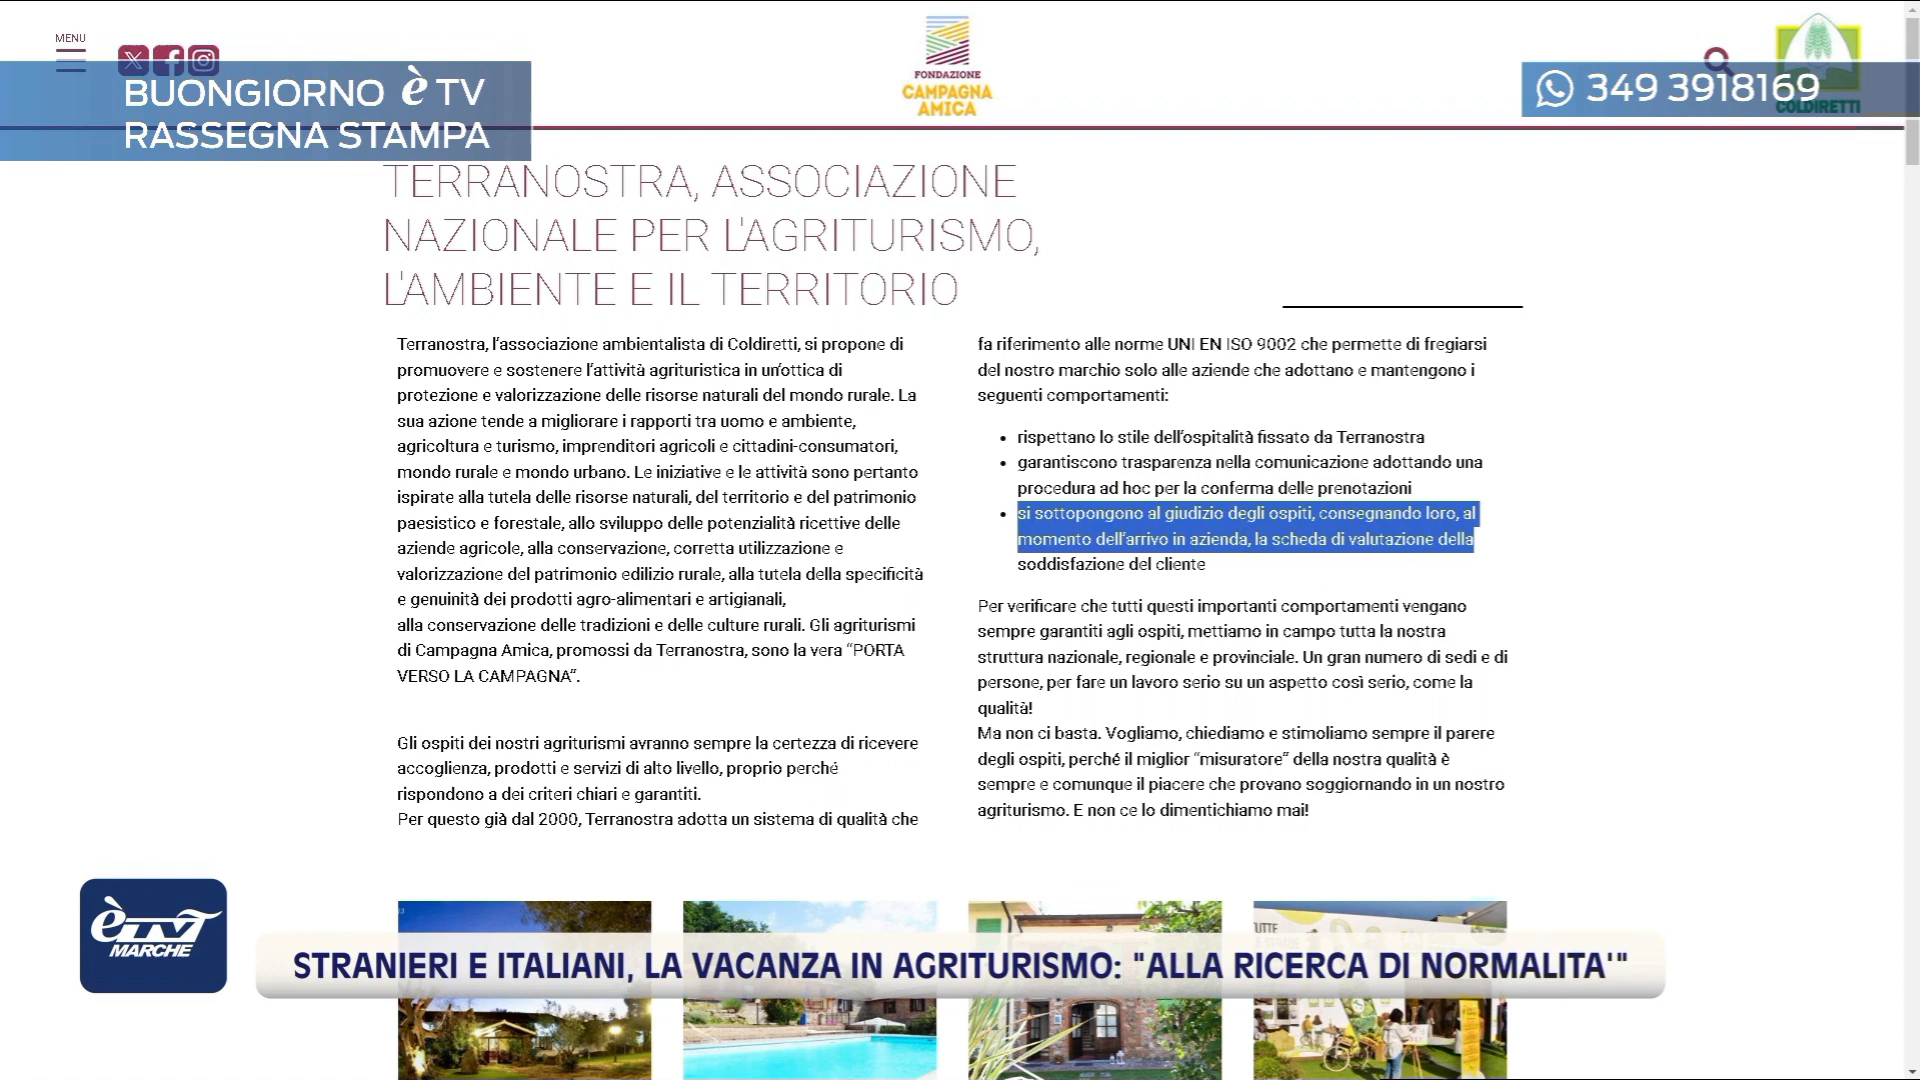 MENU
FONDAZIONE
CAMPAGNA
AMICA
COLDIRETTI
BUONGIORNO è TV
RASSEGNA STAMPA
349 3918169
TERRANOSTRA, ASSOCIAZIONE
NAZIONALE PER L'AGRITURISMO,
L'AMBIENTE E IL TERRITORIO
Terranostra, l'associazione ambientalista di Coldiretti, si propone di
promuovere e sostenere l'attività agrituristica in un'ottica di
protezione e valorizzazione delle risorse naturali del mondo rurale. La
sua azione tende a migliorare i rapporti tra uomo e ambiente,
agricoltura e turismo, imprenditori agricoli e cittadini-consumatori,
mondo rurale e mondo urbano. Le iniziative e le attività sono pertanto
ispirate alla tutela delle risorse naturali, del territorio e del patrimonio
paesistico e forestale, allo sviluppo delle potenzialità ricettive delle
aziende agricole, alla conservazione, corretta utilizzazione e
valorizzazione del patrimonio edilizio rurale, alla tutela della specificità
e genuinità dei prodotti agro-alimentari e artigianali,
alla conservazione delle tradizioni e delle culture rurali. Gli agriturismi
di Campagna Amica, promossi da Terranostra, sono la vera “PORTA
VERSO LA CAMPAGNA”.
Gli ospiti dei nostri agriturismi avranno sempre la certezza di ricevere
accoglienza, prodotti e servizi di alto livello, proprio perché
rispondono a dei criteri chiari e garantiti.
Per questo già dal 2000, Terranostra adotta un sistema di qualità che
fa riferimento alle norme UNI EN ISO 9002 che permette di fregiarsi
del nostro marchio solo alle aziende che adottano e mantengono i
seguenti comportamenti:
• rispettano lo stile dell'ospitalità fissato da Terranostra
• garantiscono trasparenza nella comunicazione adottando una
procedura ad hoc per la conferma delle prenotazioni
• si sottopongono al giudizio degli ospiti, consegnando loro, al
momento dell'arrivo in azienda, la scheda di valutazione della
soddisfazione del cliente
Per verificare che tutti questi importanti comportamenti vengano
sempre garantiti agli ospiti, mettiamo in campo tutta la nostra
struttura nazionale, regionale e provinciale. Un gran numero di sedi e di
persone, per fare un lavoro serio su un aspetto così serio, come la
qualità!
Ma non ci basta. Vogliamo, chiediamo e stimoliamo sempre il parere
degli ospiti, perché il miglior “misuratore” della nostra qualità è
sempre e comunque il piacere che provano soggiornando in un nostro
agriturismo. E non ce lo dimentichiamo mai!
èTV
MARCHE
STRANIERI E ITALIANI, LA VACANZA IN AGRITURISMO: "ALLA RICERCA DI NORMALITA'"